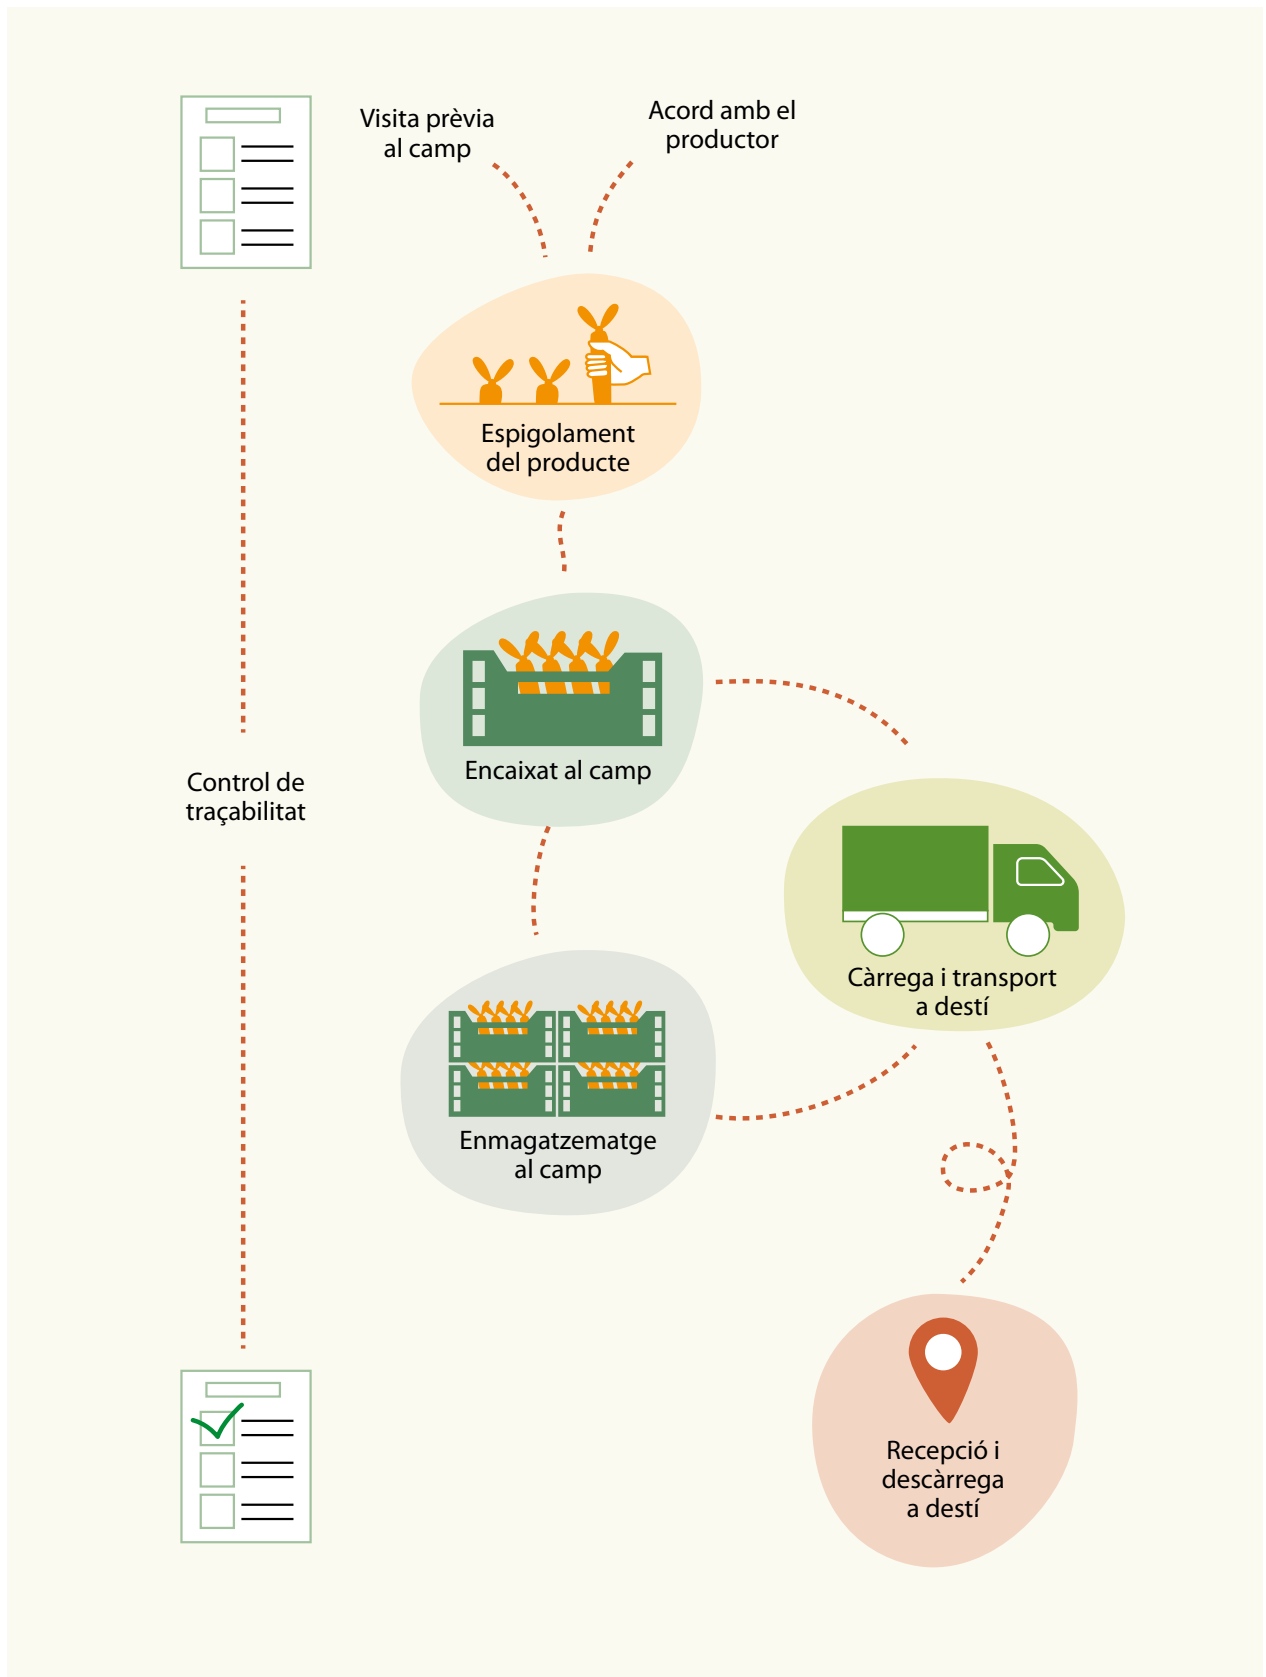 Visita prèvia
al camp
Acord amb el
productor
Espigolament
del producte
Encaixat al camp
Control de
traçabilitat
Càrrega i transport
a destí
Enmagatzematge
al camp
Recepció i
descàrrega
a destí